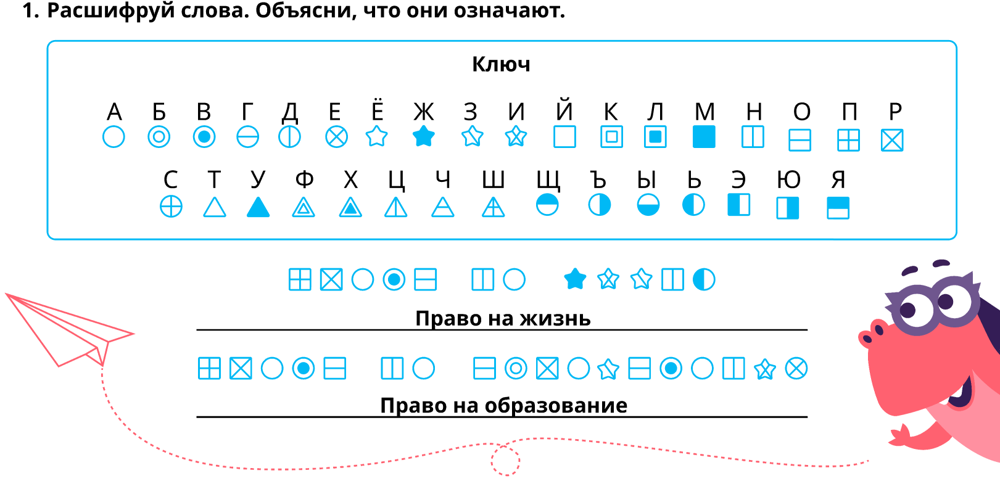 1. Расшифруй слова. Объясни, что они означают.
Ключ
А Б В Г Д Е Ё Ж З И Й К Л М Н О П Р
С Т У Ф Х Ц Ч Ш Щ Ъ Ы Ь Э Ю Я
Право на жизнь
Право на образование